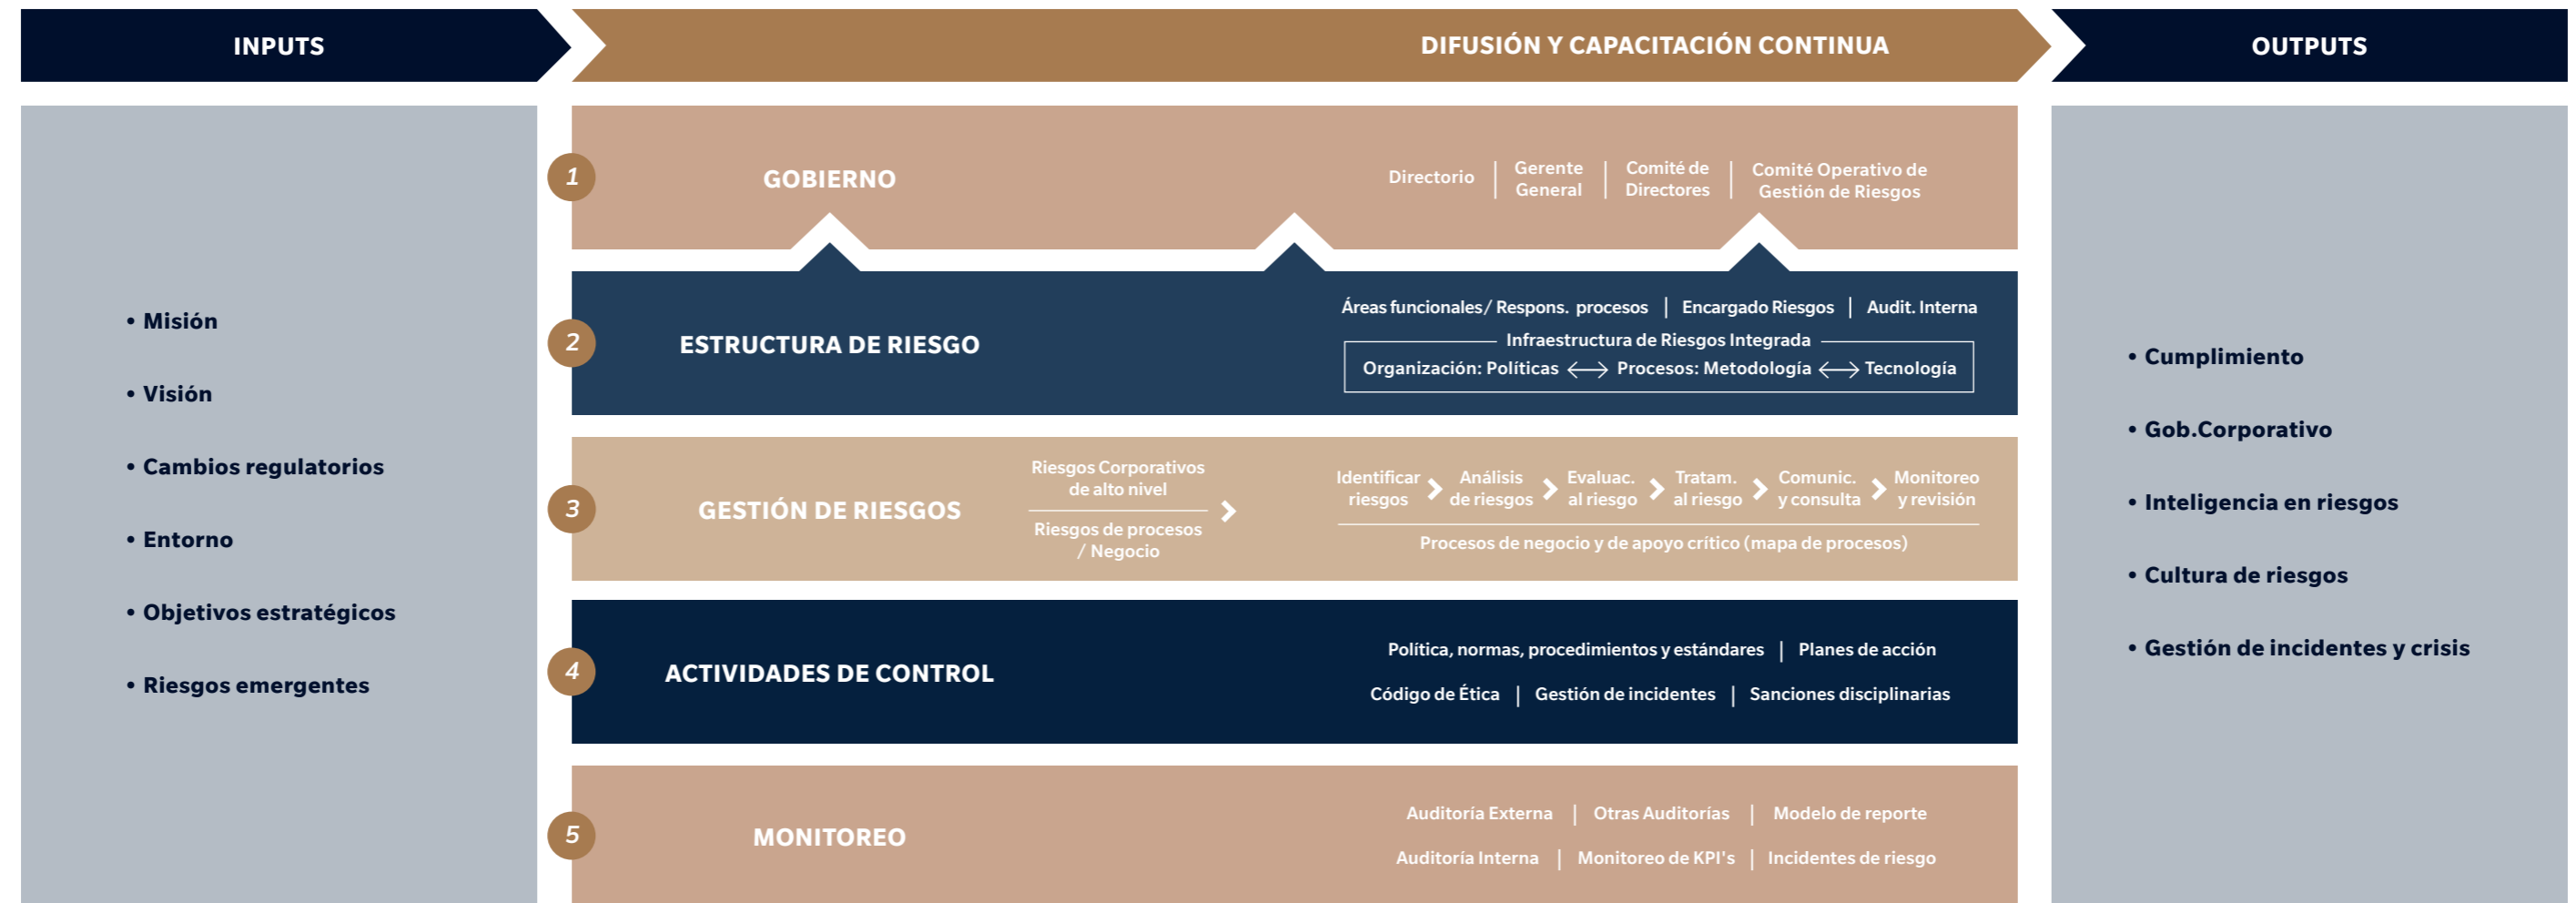 INPUTS
DIFUSIÓN Y CAPACITACIÓN CONTINUA
OUTPUTS
• Misión
• Visión
• Cambios regulatorios
• Entorno
• Objetivos estratégicos
• Riesgos emergentes
1
GOBIERNO
Directorio | Gerente General | Comité de Directores | Comité Operativo de Gestión de Riesgos
2
ESTRUCTURA DE RIESGO
Áreas funcionales/ Respons. procesos | Encargado Riesgos | Audit. Interna
Infraestructura de Riesgos Integrada
Organización: Políticas ⟷ Procesos: Metodología ⟷ Tecnología
3
GESTIÓN DE RIESGOS
Riesgos Corporativos
de alto nivel
Riesgos de procesos
/ Negocio
Identificar riesgos > Análisis de riesgos > Evaluac. al riesgo > Tratam. al riesgo > Comunic. y consulta > Monitoreo y revisión
Procesos de negocio y de apoyo crítico (mapa de procesos)
4
ACTIVIDADES DE CONTROL
Política, normas, procedimientos y estándares | Planes de acción
Código de Ética | Gestión de incidentes | Sanciones disciplinarias
5
MONITOREO
Auditoría Externa | Otras Auditorías | Modelo de reporte
Auditoría Interna | Monitoreo de KPI's | Incidentes de riesgo
• Cumplimiento
• Gob.Corporativo
• Inteligencia en riesgos
• Cultura de riesgos
• Gestión de incidentes y crisis